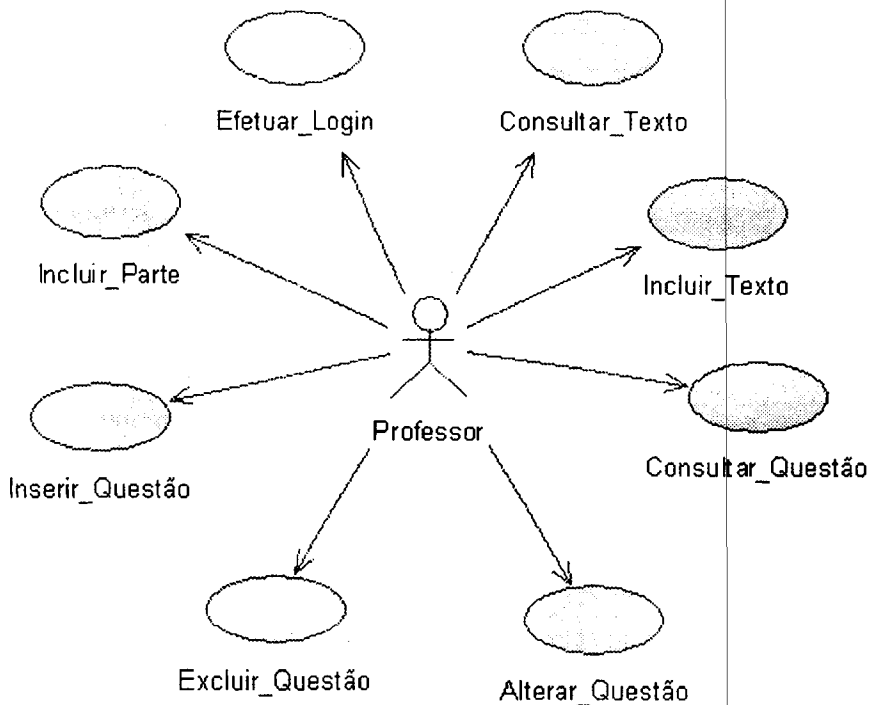 Efetuar_Login
Consultar_Texto
Incluir_Parte
Incluir_Texto
Professor
Consultar_Questão
Inserir_Questão
Excluir_Questão
Alterar_Questão